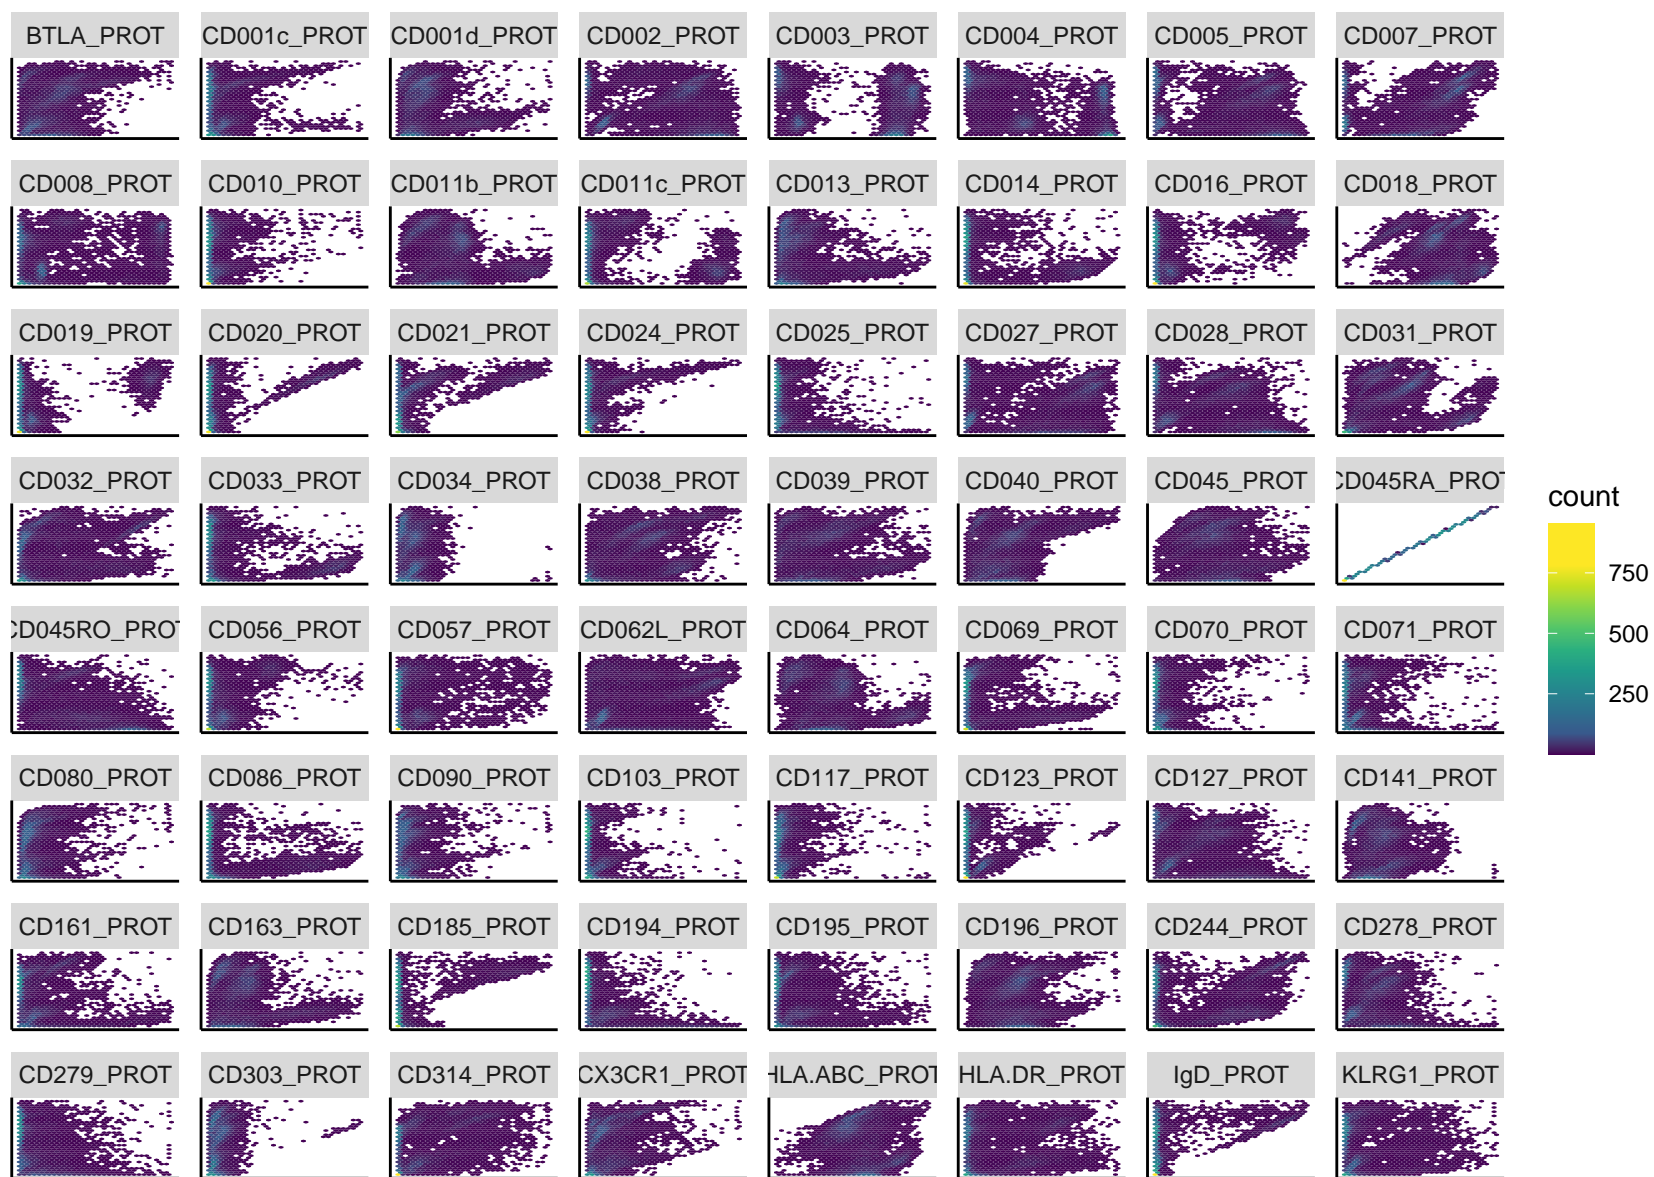 BTLA_PROT CD001c_PROT CD001d_PROT CD002_PROT CD003_PROT CD004_PROT CD005_PROT CD007_PROT
CD008_PROT CD010_PROT CD011b_PROT CD011c_PROT CD013_PROT CD014_PROT CD016_PROT CD018_PROT
CD019_PROT CD020_PROT CD021_PROT CD024_PROT CD025_PROT CD027_PROT CD028_PROT CD031_PROT
CD032_PROT CD033_PROT CD034_PROT CD038_PROT CD039_PROT CD040_PROT CD045_PROT CD045RA_PROT
CD045RO_PROT CD056_PROT CD057_PROT CD062L_PROT CD064_PROT CD069_PROT CD070_PROT CD071_PROT
CD080_PROT CD086_PROT CD090_PROT CD103_PROT CD117_PROT CD123_PROT CD127_PROT CD141_PROT
CD161_PROT CD163_PROT CD185_PROT CD194_PROT CD195_PROT CD196_PROT CD244_PROT CD278_PROT
CD279_PROT CD303_PROT CD314_PROT CX3CR1_PROT HLA.ABC_PROT HLA.DR_PROT IgD_PROT KLRG1_PROT
count
750
500
250